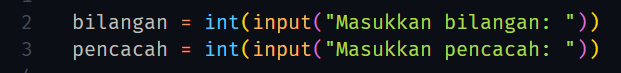 2 bilangan = int(input("Masukkan bilangan: "))
3 pencacah = int(input("Masukkan pencacah: "))